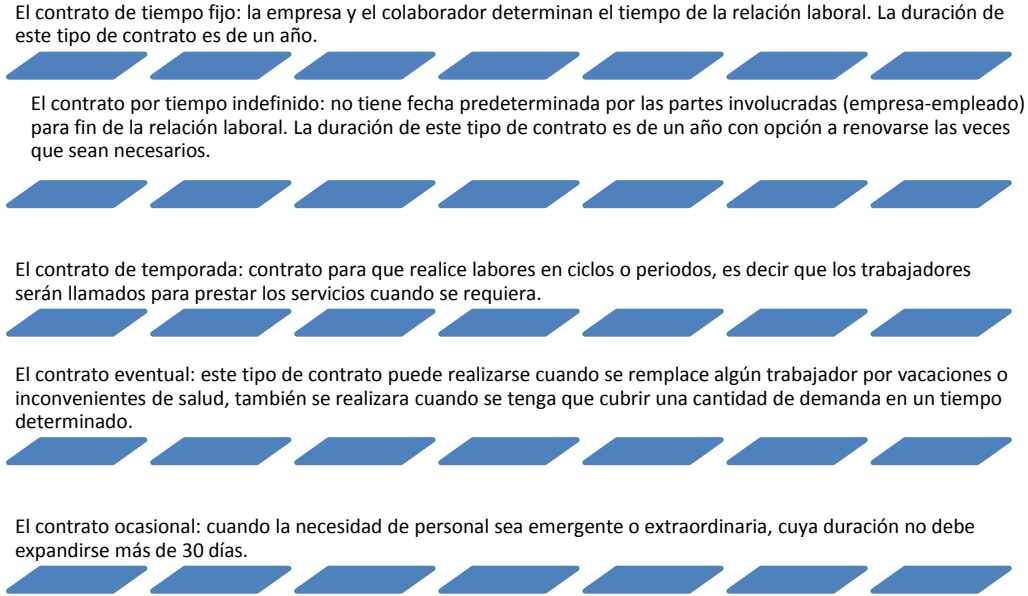 El contrato de tiempo fijo: la empresa y el colaborador determinan el tiempo de la relación laboral. La duración de
este tipo de contrato es de un año.
El contrato por tiempo indefinido: no tiene fecha predeterminada por las partes involucradas (empresa-empleado)
para fin de la relación laboral. La duración de este tipo de contrato es de un año con opción a renovarse las veces
que sean necesarios.
El contrato de temporada: contrato para que realice labores en ciclos o periodos, es decir que los trabajadores
serán llamados para prestar los servicios cuando se requiera.
El contrato eventual: este tipo de contrato puede realizarse cuando se remplace algún trabajador por vacaciones o
inconvenientes de salud, también se realizara cuando se tenga que cubrir una cantidad de demanda en un tiempo
determinado.
El contrato ocasional: cuando la necesidad de personal sea emergente o extraordinaria, cuya duración no debe
expandirse más de 30 días.